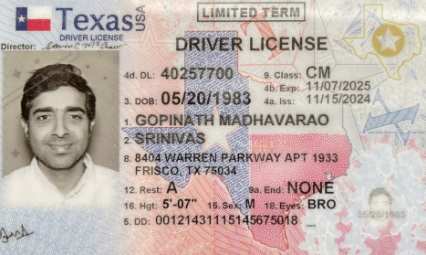 Texas USA
LIMITED TERM
DRIVER LICENSE
Director:
DRIVER LICENSE
4d. DL: 40257700 9. Class: CM
4b. Exp: 11/07/2025
3. DOB: 05/20/1983 4a. Iss: 11/15/2024
1. GOPINATH MADHAVARAO
2. SRINIVAS
8. 8404 WARREN PARKWAY APT 1933
FRISCO, TX 75034
12. Rest: A 9a. End: NONE
16. Hgt: 5'-07" 15. Sex: M 18. Eyes: BRO
5. DD: 00121431115145675018
05/20/1983